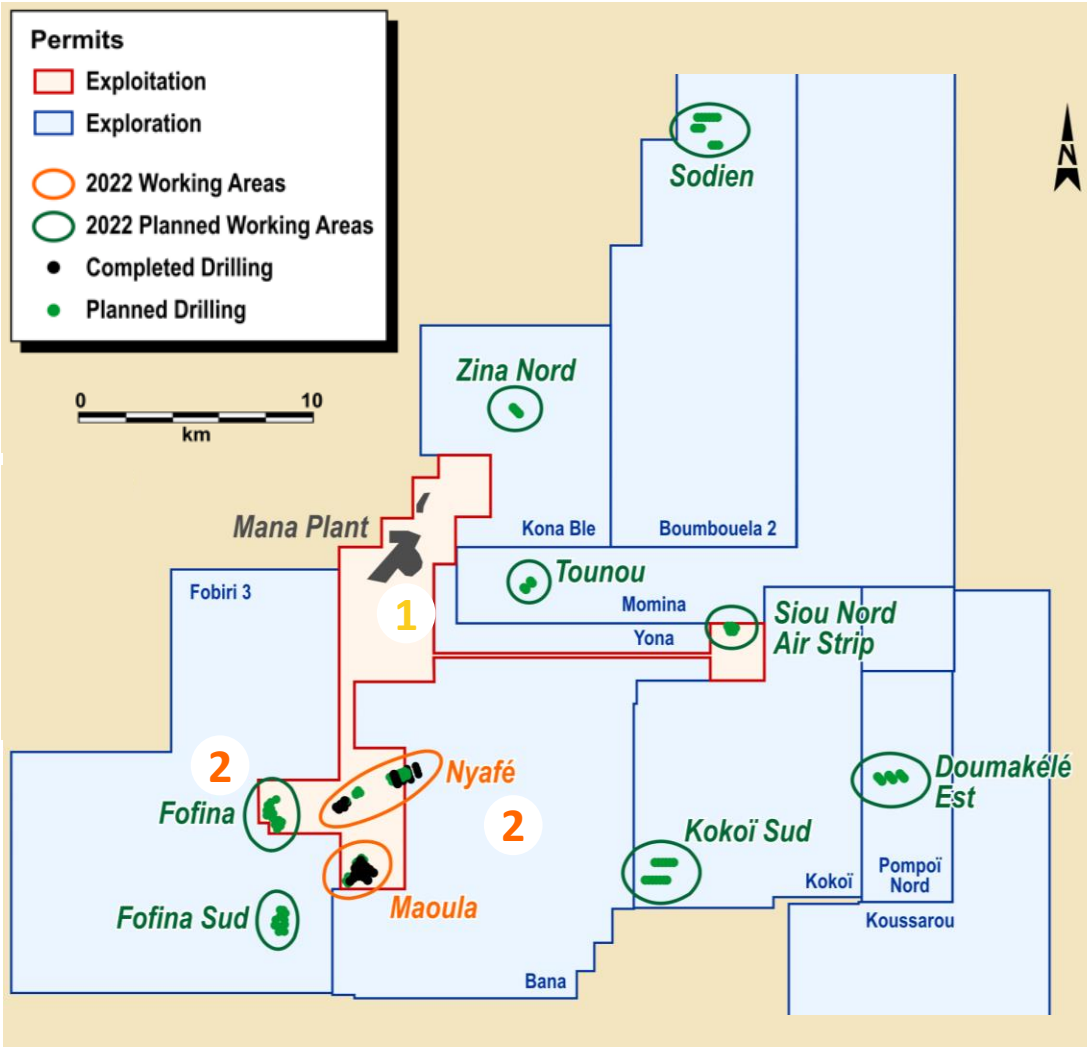 Permits
Exploitation
Exploration
2022 Working Areas
2022 Planned Working Areas
Completed Drilling
Planned Drilling
0 10
km
N
Sodien
Zina Nord
Mana Plant
Kona Ble
Boumbouela 2
Tounou
Momina
Fobiri 3
1
Yona
Siou Nord
Air Strip
2
Nyafé
Fofina
2
Doumakélé
Est
Kokoï Sud
Maoula
Kokoï
Pompoï
Nord
Fofina Sud
Koussarou
Bana